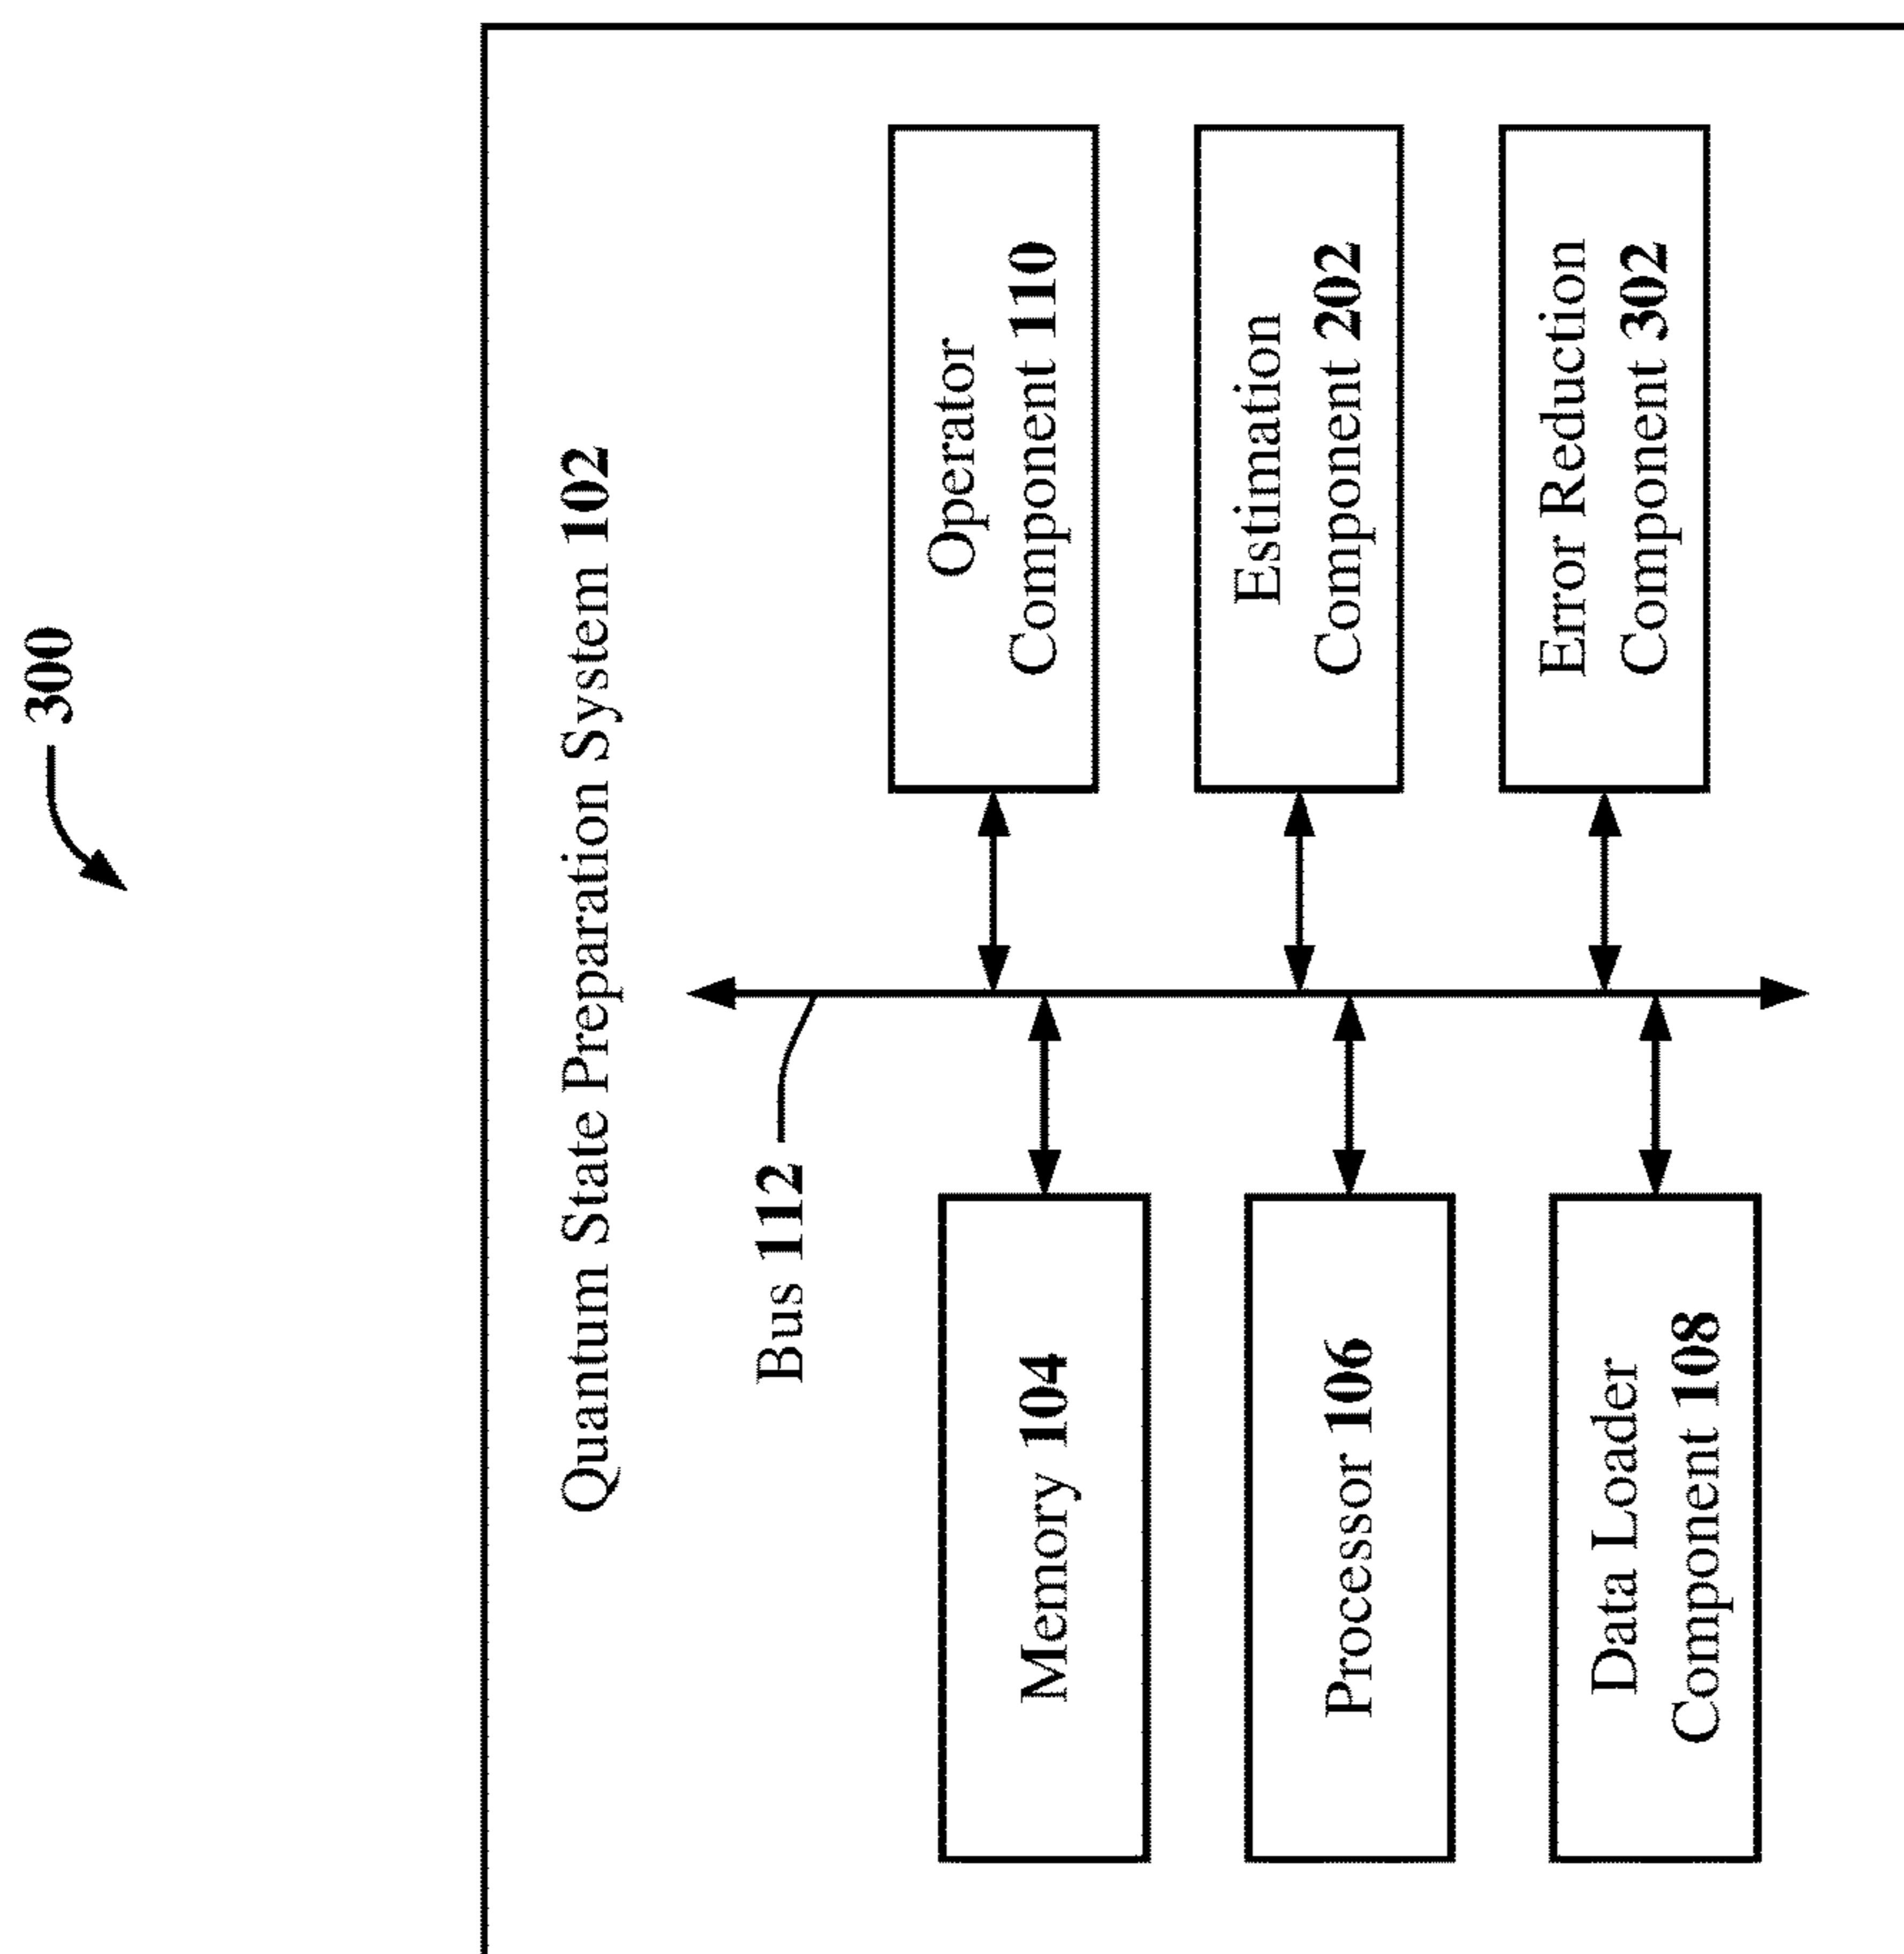 300
Quantum State Preparation System 102
Bus 112
Memory 104
Processor 106
Data Loader
Component 108
Operator
Component 110
Estimation
Component 202
Error Reduction
Component 302